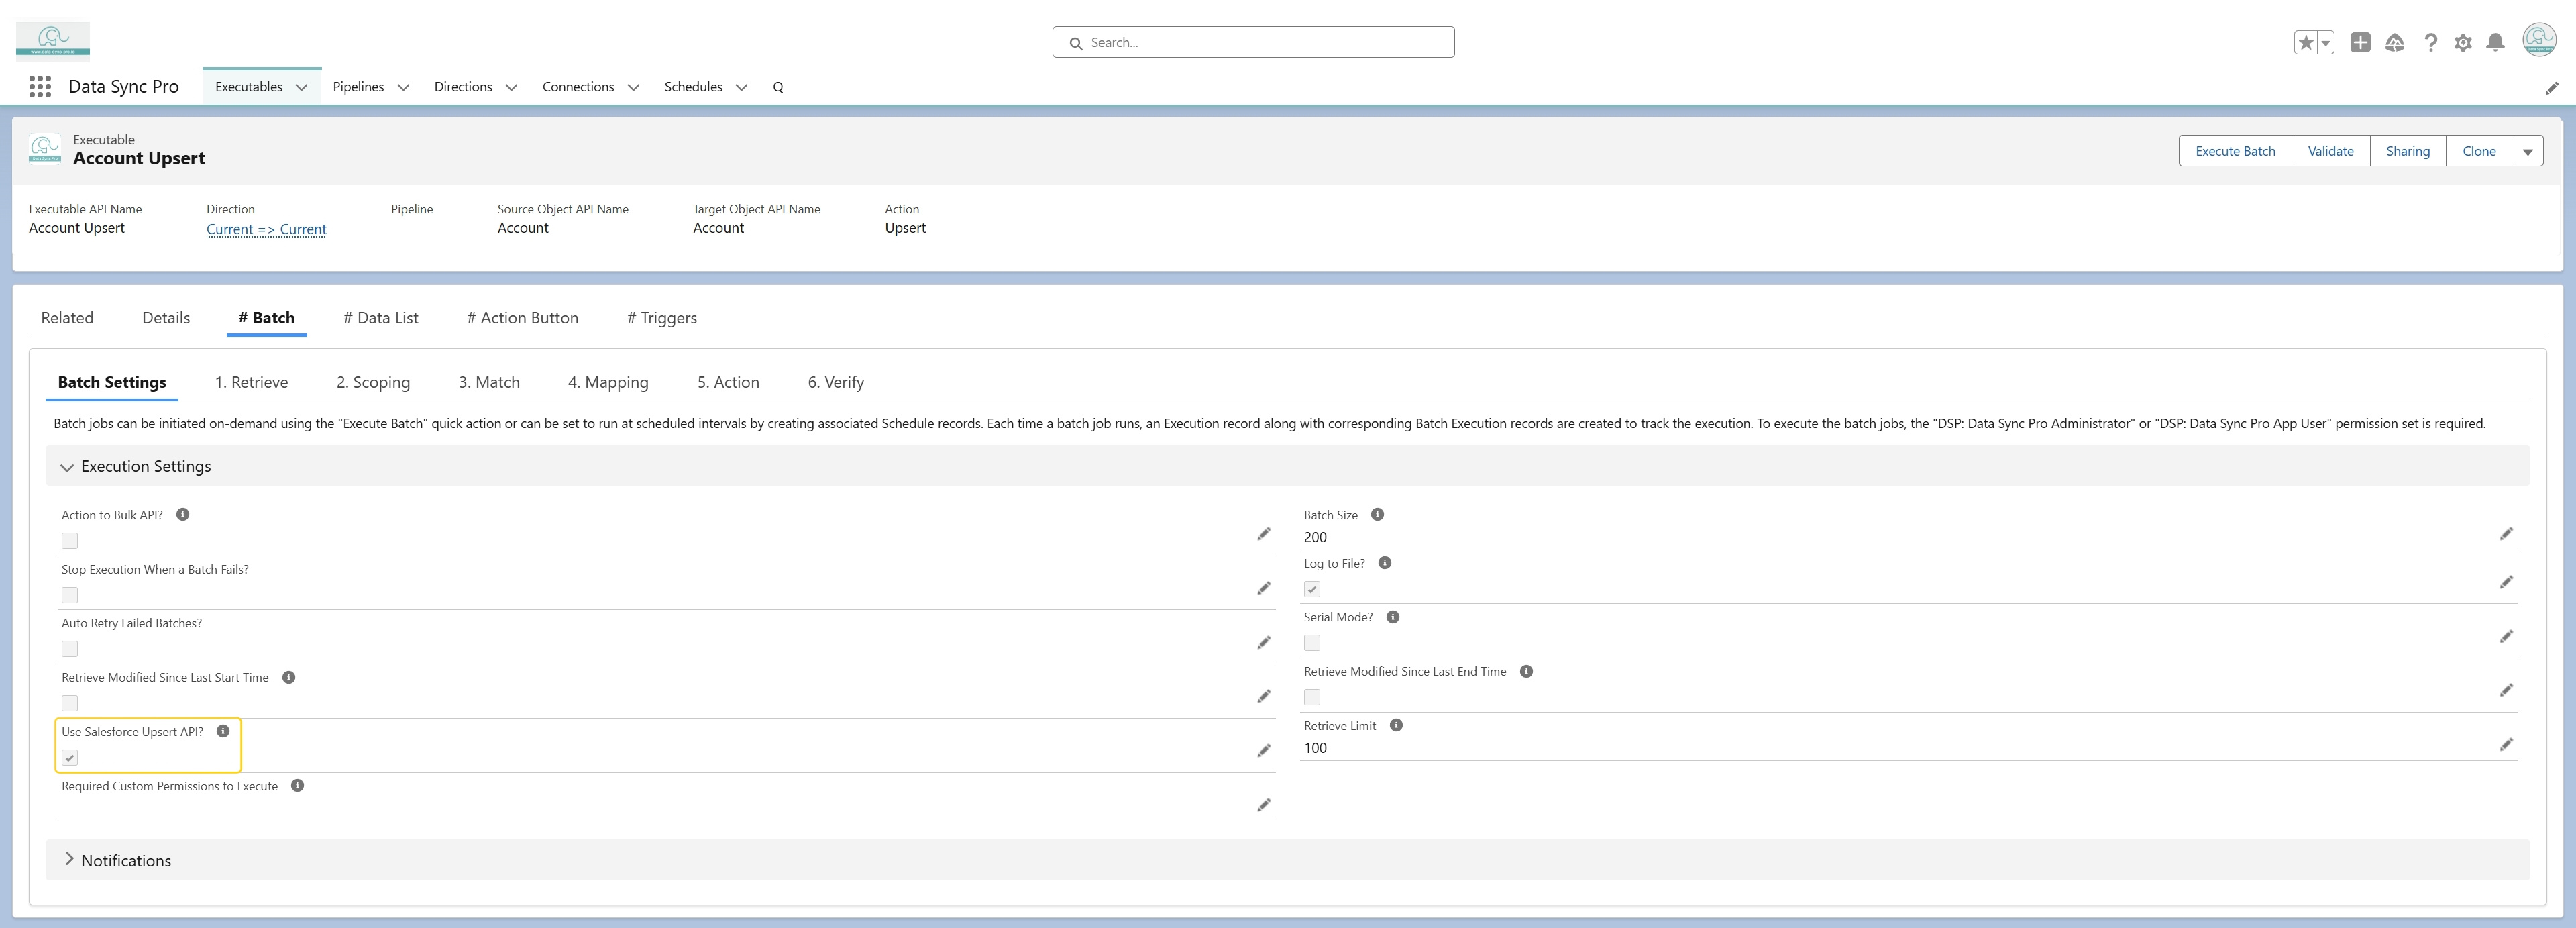 www.data-sync-pro.io
Search...
Data Sync Pro
Executables
Pipelines
Directions
Connections
Schedules
Q
Data Sync Pro
Executable
Account Upsert
Execute Batch
Validate
Sharing
Clone
Executable API Name
Account Upsert
Direction
Current => Current
Pipeline
Source Object API Name
Account
Target Object API Name
Account
Action
Upsert
Related
Details
# Batch
# Data List
# Action Button
# Triggers
Batch Settings
1. Retrieve
2. Scoping
3. Match
4. Mapping
5. Action
6. Verify
Batch jobs can be initiated on-demand using the "Execute Batch" quick action or can be set to run at scheduled intervals by creating associated Schedule records. Each time a batch job runs, an Execution record along with corresponding Batch Execution records are created to track the execution. To execute the batch jobs, the "DSP: Data Sync Pro Administrator" or "DSP: Data Sync Pro App User" permission set is required.
Execution Settings
Action to Bulk API?
Batch Size
200
Stop Execution When a Batch Fails?
Log to File?
Auto Retry Failed Batches?
Serial Mode?
Retrieve Modified Since Last Start Time
Retrieve Modified Since Last End Time
Use Salesforce Upsert API?
Retrieve Limit
100
Required Custom Permissions to Execute
Notifications